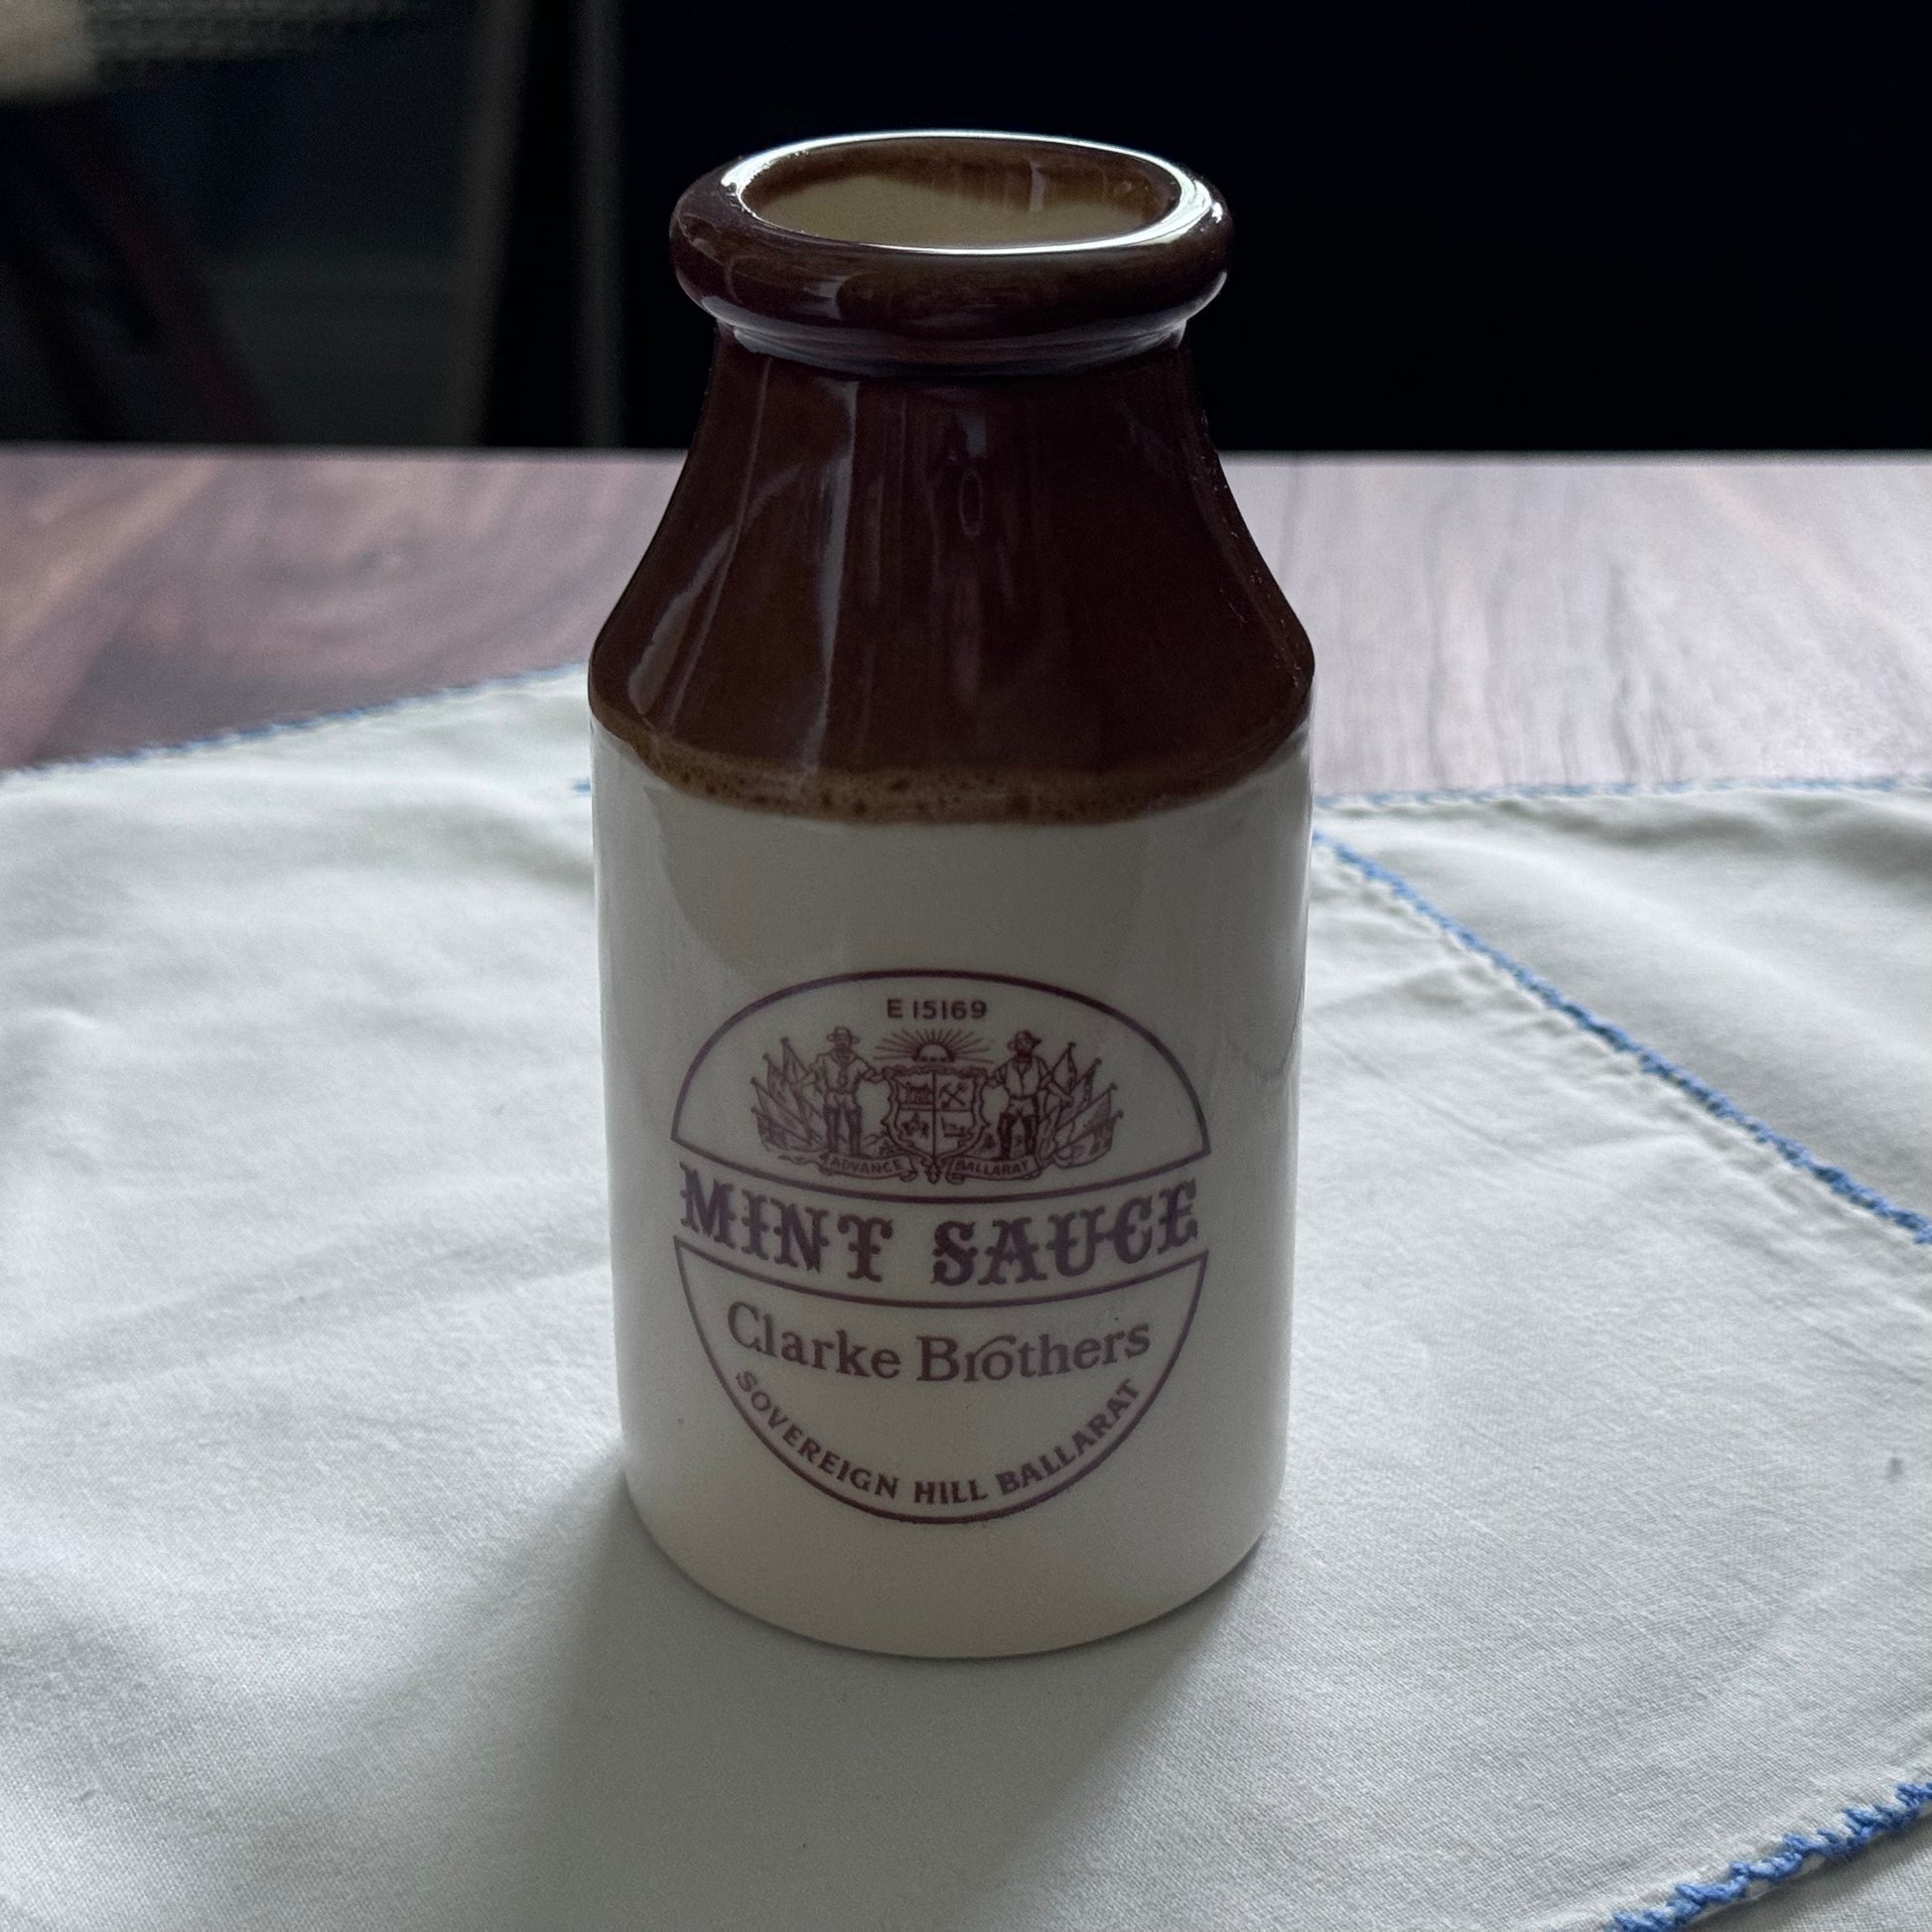 E 15169
ADVANCE BALLARAT
MINT SAUCE
Clarke Brothers
SOVEREIGN HILL BALLARAT